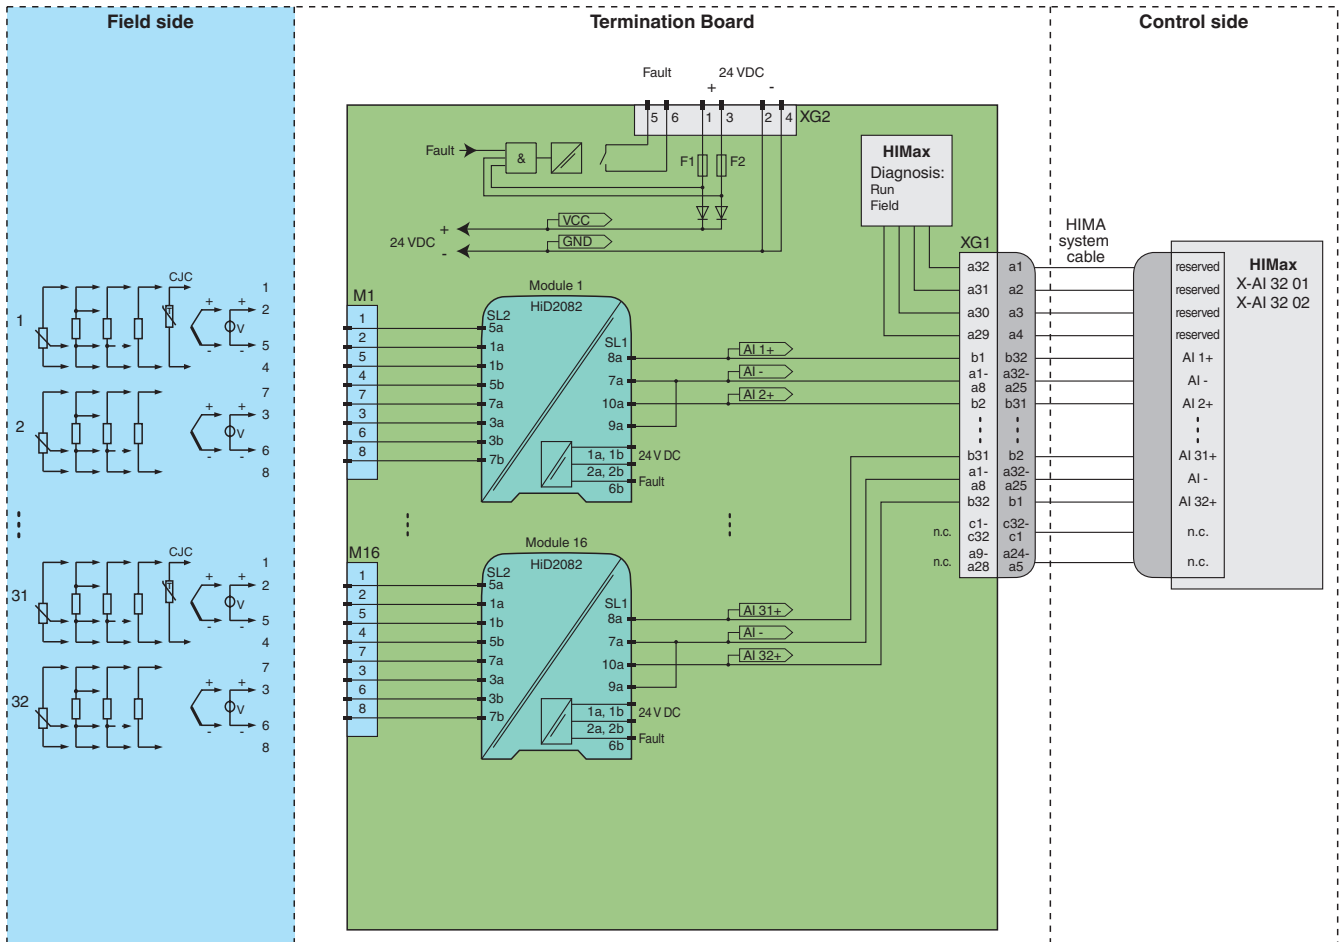 Field side
Termination Board
Control side
Fault 24 VDC
+ -
5 6 1 3 2 4 XG2
Fault & F1 F2
HIMax
Diagnosis:
Run
Field
VCC
+
24 VDC
-
GND
HIMA
system
cable
XG1
a32 a1 reserved
a31 a2 reserved
a30 a3 reserved
a29 a4 reserved
b1 b32 AI 1+
a1- a32-
a8 a25
AI -
b2 b31 AI 2+
b31 b2 AI 31+
a1- a32-
a8 a25
AI -
b32 b1 AI 32+
n.c.
c1- c32-
c32 c1
n.c.
n.c.
a9- a24-
a28 a5
n.c.
HIMax
X-AI 32 01
X-AI 32 02
CJC
1
+ + 1
2
V
5
- - 4
2
+ + 7
3
V
6
- - 8
M1
1
2
5
4
7
3
6
8
Module 1
HiD2082
SL2
5a
1a
1b
5b
7a
3a
3b
7b
SL1
8a
7a
10a
9a
1a, 1b
2a, 2b
6b
24 V DC
Fault
AI 1+
AI -
AI 2+
CJC
31
+ + 1
2
V
5
- - 4
32
+ + 7
3
V
6
- - 8
M16
1
2
5
4
7
3
6
8
Module 16
HiD2082
SL2
5a
1a
1b
5b
7a
3a
3b
7b
SL1
8a
7a
10a
9a
1a, 1b
2a, 2b
6b
24 V DC
Fault
AI 31+
AI -
AI 32+